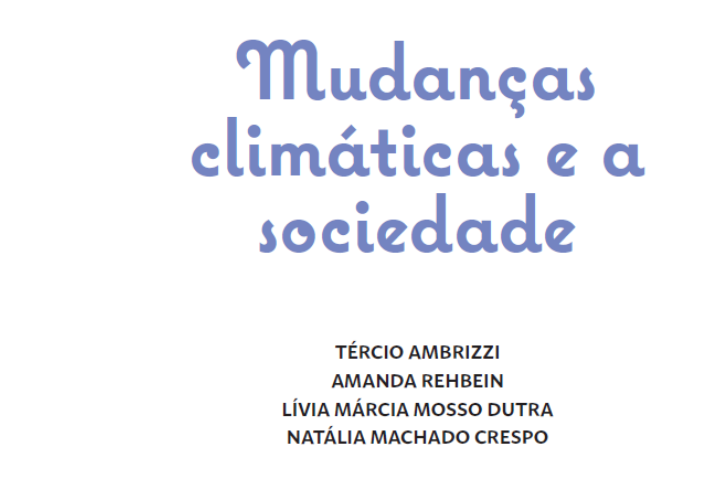 Mudanças
climáticas e a
sociedade
TÉRCIO AMBRIZZI
AMANDA REHBEIN
LÍVIA MÁRCIA MOSSO DUTRA
NATÁLIA MACHADO CRESPO